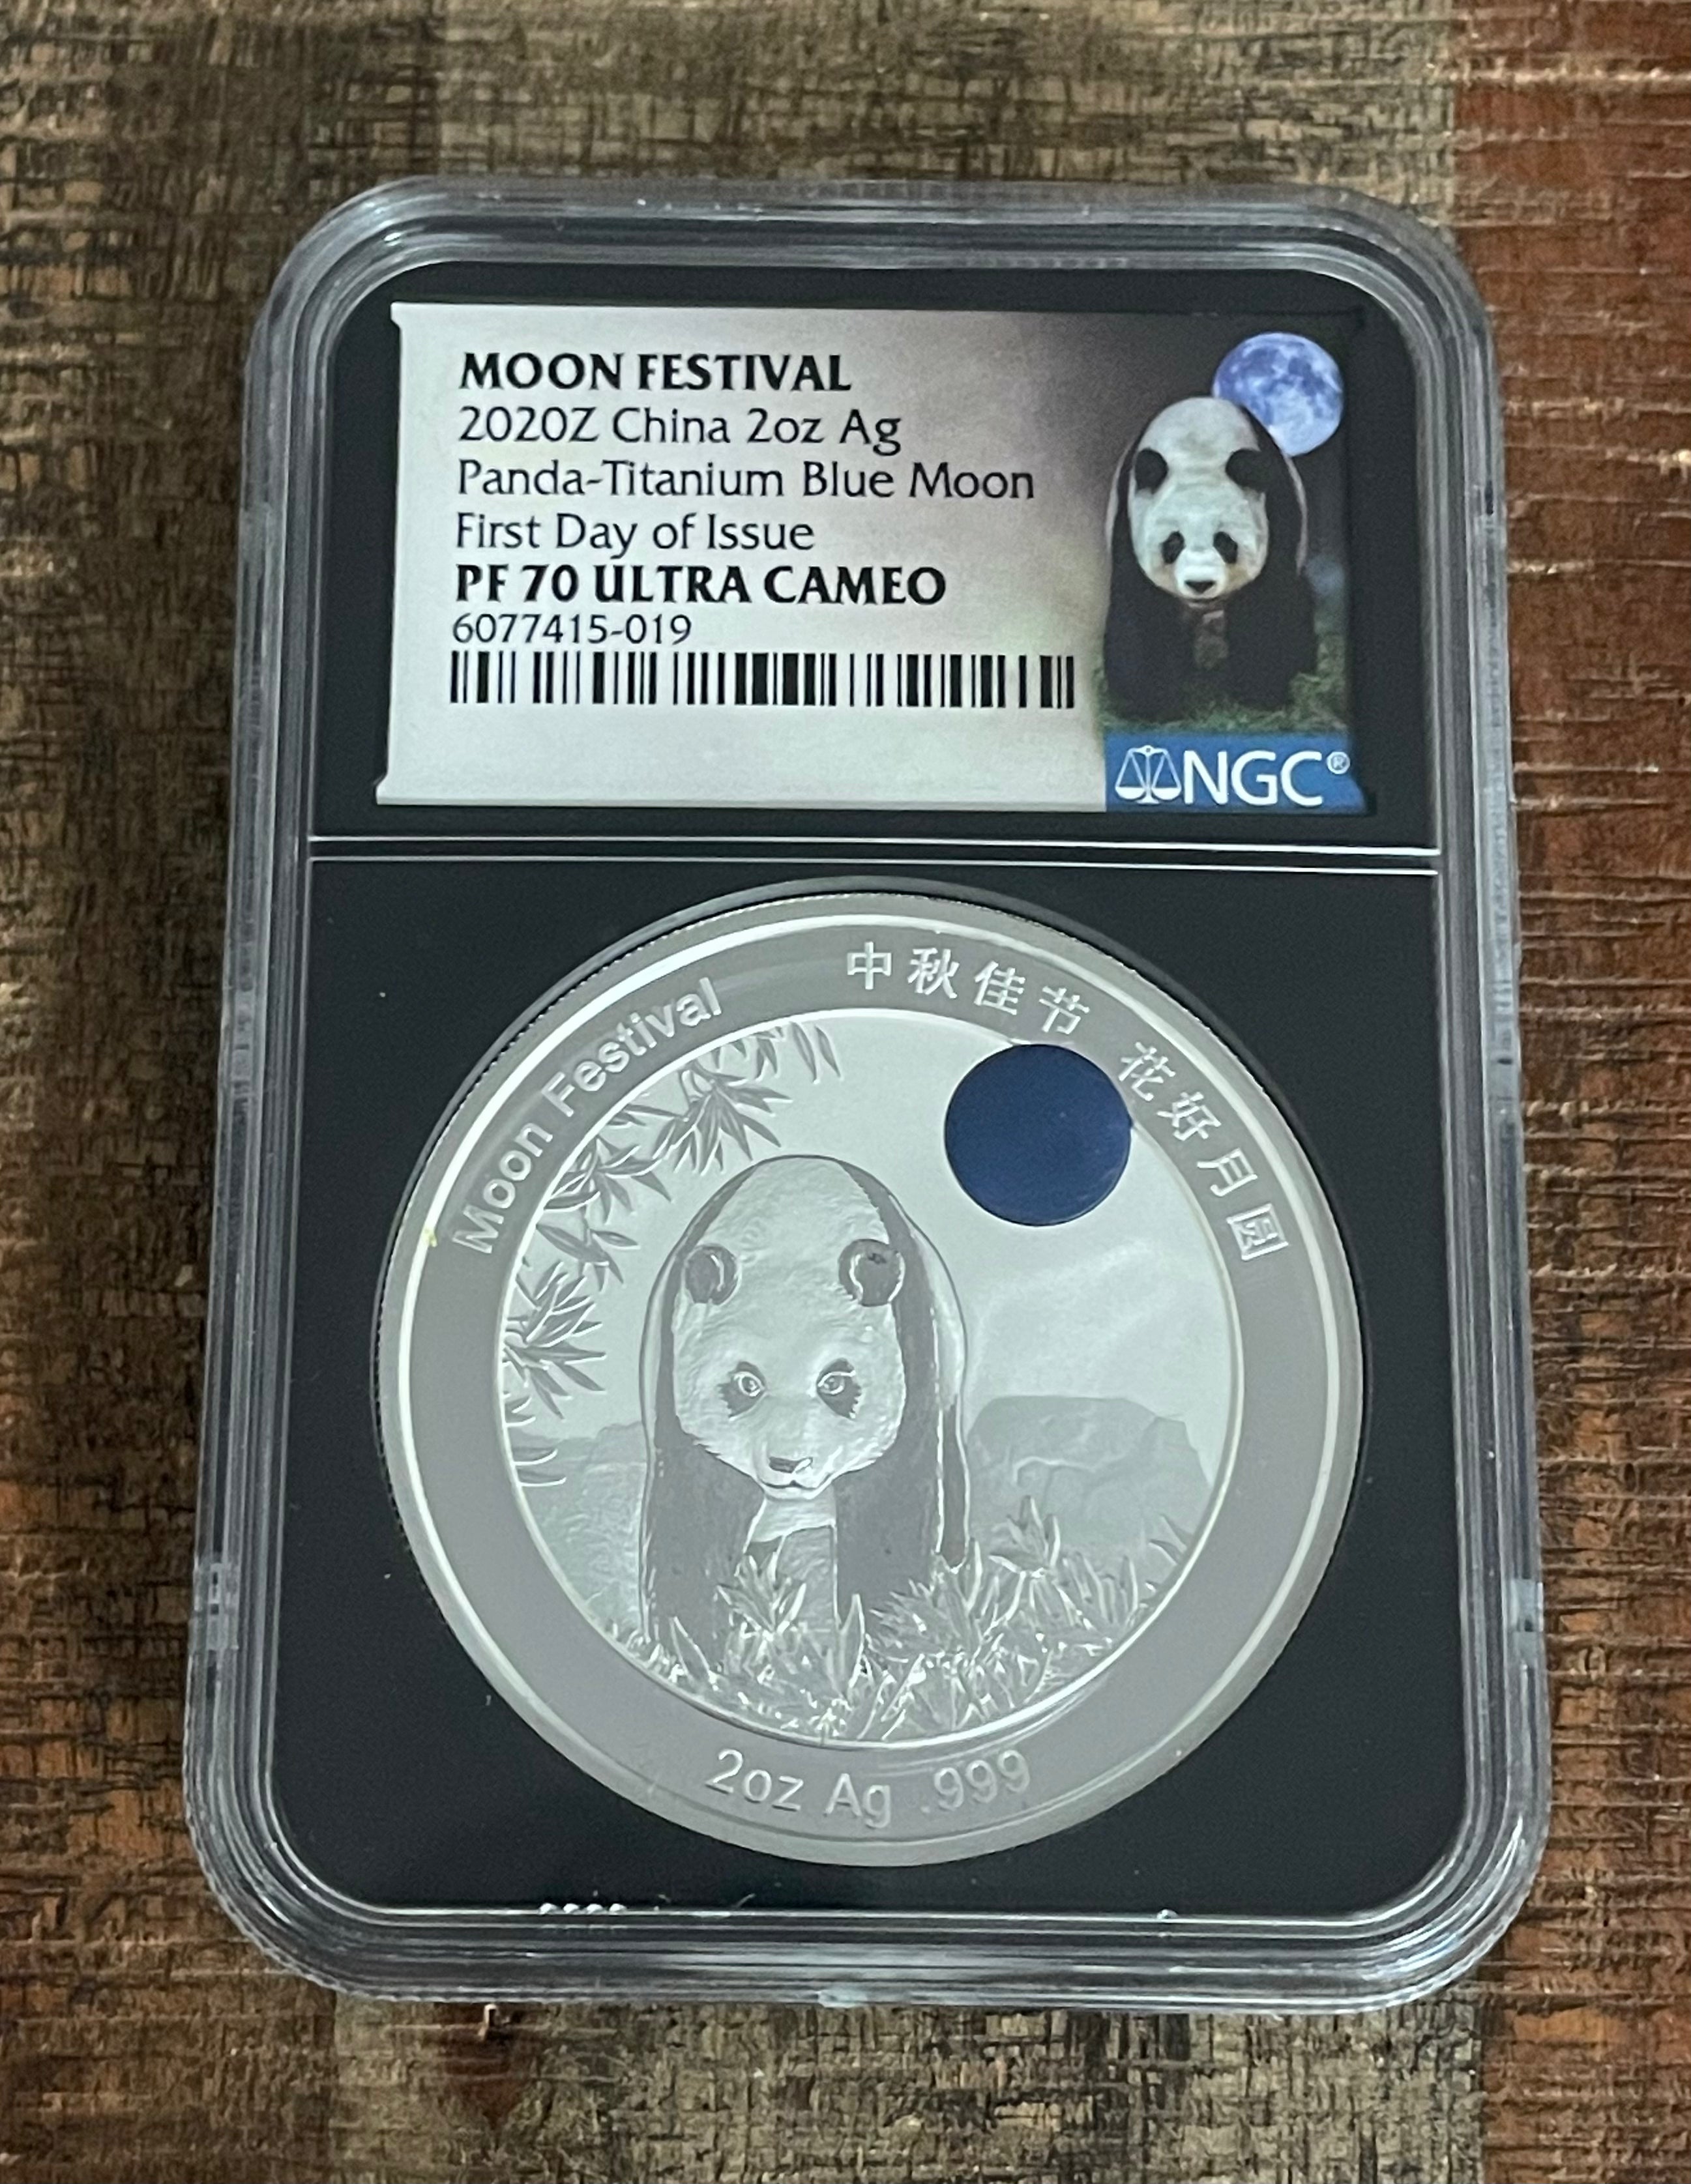 MOON FESTIVAL
2020Z China 2oz Ag
Panda-Titanium Blue Moon
First Day of Issue
PF 70 ULTRA CAMEO
6077415-019
NGC®
Moon Festival
中秋佳节 花好月圆
2oz Ag .999